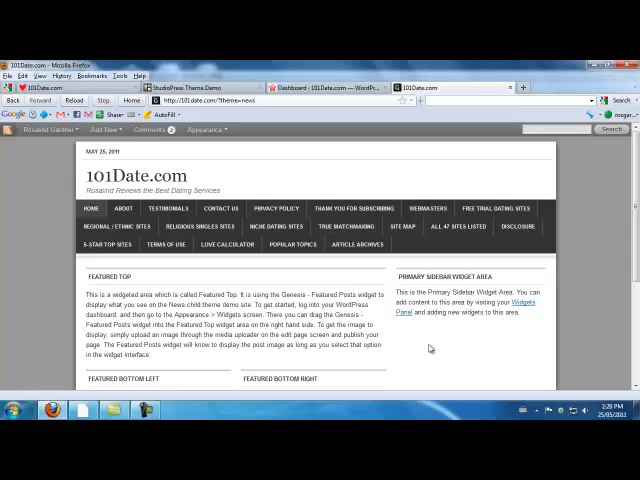 101Date.com - Mozilla Firefox
File Edit View History Bookmarks Tools Help
101Date.com
StudioPress Theme Demo
Dashboard ‹ 101Date.com — WordPr...
101Date.com
Back Forward Reload Stop Home http://101date.com/?theme=news Search
Google Share AutoFill rosgar...
Rosalind Gardner Add New Comments 2 Appearance Search
MAY 25, 2011
101Date.com
Rosalind Reviews the Best Dating Services
HOME ABOUT TESTIMONIALS CONTACT US PRIVACY POLICY THANK YOU FOR SUBSCRIBING WEBMASTERS FREE TRIAL DATING SITES
REGIONAL / ETHNIC SITES RELIGIOUS SINGLES SITES NICHE DATING SITES TRUE MATCHMAKING SITE MAP ALL 47 SITES LISTED DISCLOSURE
5-STAR TOP SITES TERMS OF USE LOVE CALCULATOR POPULAR TOPICS ARTICLE ARCHIVES
FEATURED TOP
This is a widgeted area which is called Featured Top. It is using the Genesis - Featured Posts widget to
display what you see on the News child theme demo site. To get started, log into your WordPress
dashboard, and then go to the Appearance > Widgets screen. There you can drag the Genesis -
Featured Posts widget into the Featured Top widget area on the right hand side. To get the image to
display, simply upload an image through the media uploader on the edit page screen and publish your
page. The Featured Posts widget will know to display the post image as long as you select that option
in the widget interface.
PRIMARY SIDEBAR WIDGET AREA
This is the Primary Sidebar Widget Area. You can
add content to this area by visiting your Widgets
Panel and adding new widgets to this area.
FEATURED BOTTOM LEFT
FEATURED BOTTOM RIGHT
2:20 PM
25/05/2011